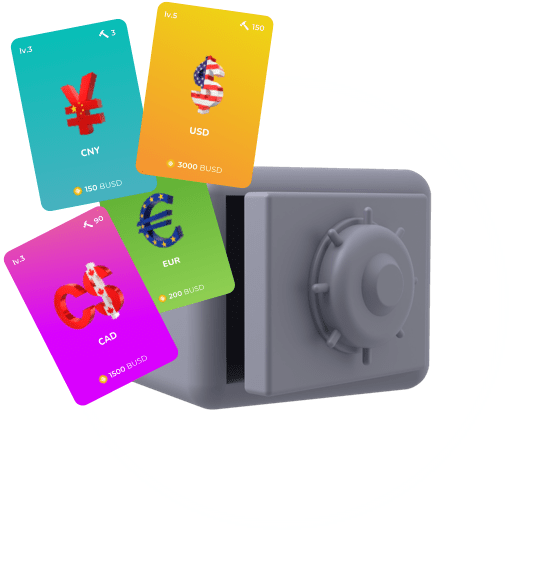 lv.3 3
¥
CNY
150 BUSD
lv.5 150
$
USD
3000 BUSD
€
EUR
200 BUSD
lv.3 90
C$
CAD
1500 BUSD